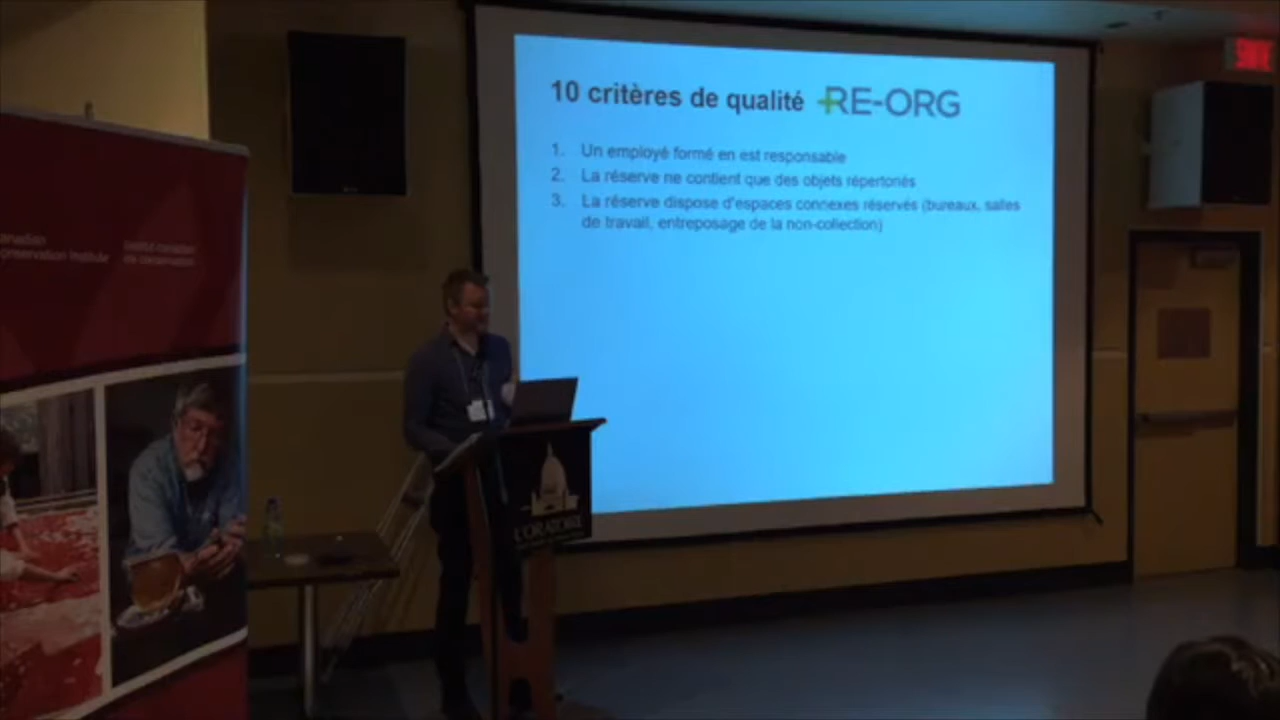 10 critères de qualité RE-ORG
1. Un employé formé en est responsable
2. La réserve ne contient que des objets répertoriés
3. La réserve dispose d'espaces connexes réservés (bureaux, salles
de travail, entreposage de la non-collection)
Institut canadien
de conservation
onservation Institute
L'ORATOIRE